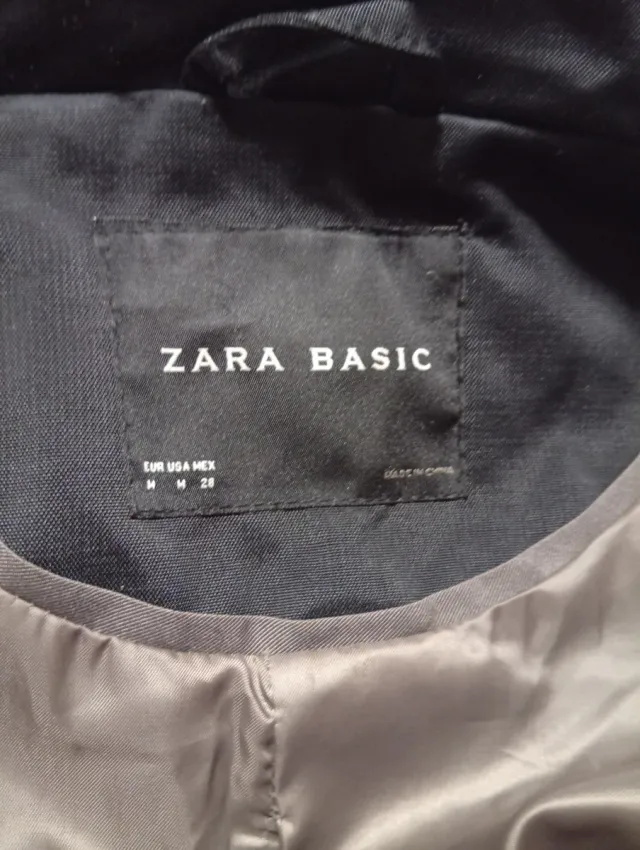 ZARA BASIC
EUR USA MEX
M M 28
MADE IN CHINA